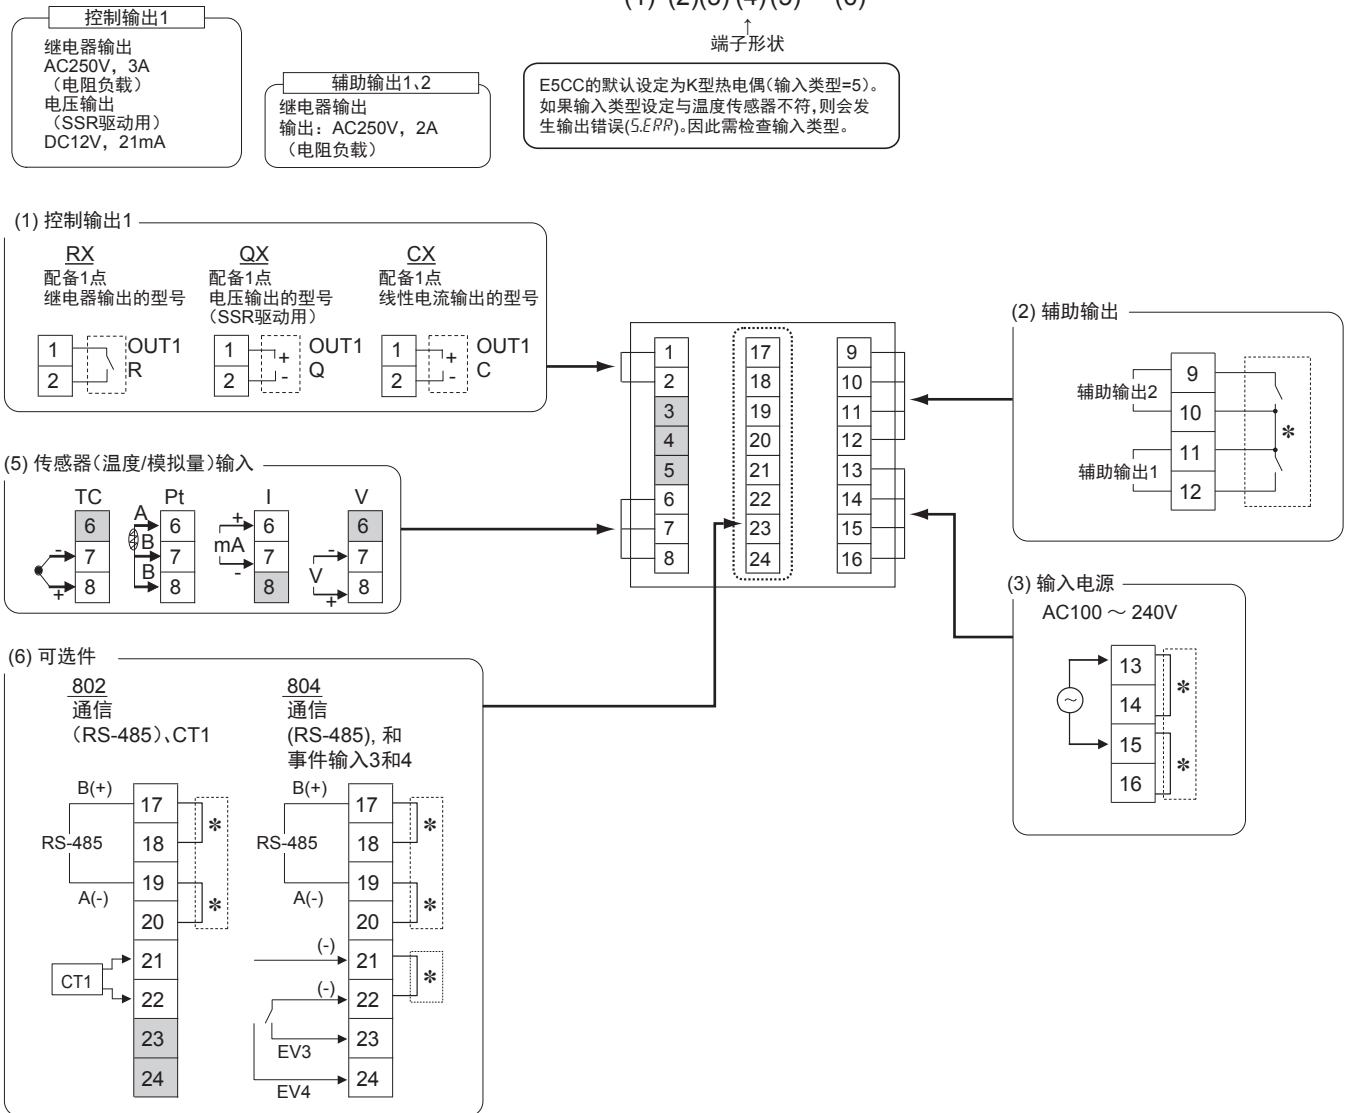 (1) (2)(3) (4)(5) (6)
↑
端子形状
控制输出1
继电器输出
AC250V，3A
（电阻负载）
电压输出
（SSR驱动用）
DC12V，21mA
辅助输出1、2
继电器输出
输出：AC250V，2A
（电阻负载）
E5CC的默认设定为K型热电偶(输入类型=5)。
如果输入类型设定与温度传感器不符,则会发
生输出错误(S.ERR)。因此需检查输入类型。
(1) 控制输出1
RX
配备1点
继电器输出的型号
1
2
OUT1
R
QX
配备1点
电压输出的型号
（SSR驱动用）
1
2
+
-
OUT1
Q
CX
配备1点
线性电流输出的型号
1
2
+
-
OUT1
C
(5) 传感器(温度/模拟量)输入
TC
6
- 7
+ 8
Pt
A 6
B 7
B 8
I
+ 6
mA 7
- 8
V
6
- 7
V
+ 8
1 17 9
2 18 10
3 19 11
4 20 12
5 21 13
6 22 14
7 23 15
8 24 16
(2) 辅助输出
辅助输出2
辅助输出1
9
10
11
12
*
(3) 输入电源
AC100 ～ 240V
~
13
14
15
16
*
*
(6) 可选件
802
通信
（RS-485）、CT1
B(+)
RS-485
A(-)
CT1
17
18
19
20
21
22
23
24
*
*
804
通信
(RS-485), 和
事件输入3和4
B(+)
RS-485
A(-)
(-)
(-)
EV3
EV4
17
18
19
20
21
22
23
24
*
*
*